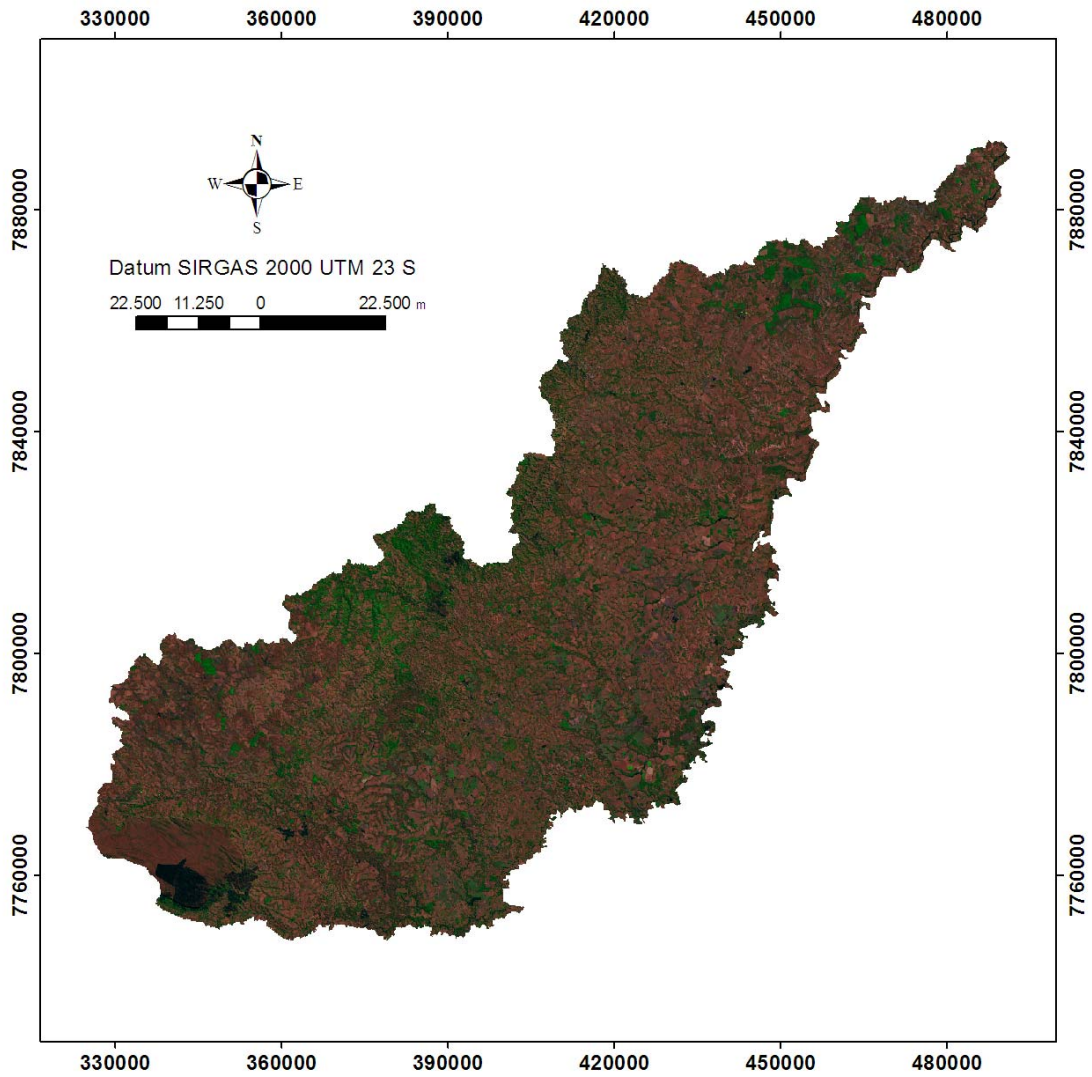 330000 360000 390000 420000 450000 480000
N
W E
S
Datum SIRGAS 2000 UTM 23 S
22.500 11.250 0 22.500 m
7880000 7880000
7840000 7840000
7800000 7800000
7760000 7760000
330000 360000 390000 420000 450000 480000